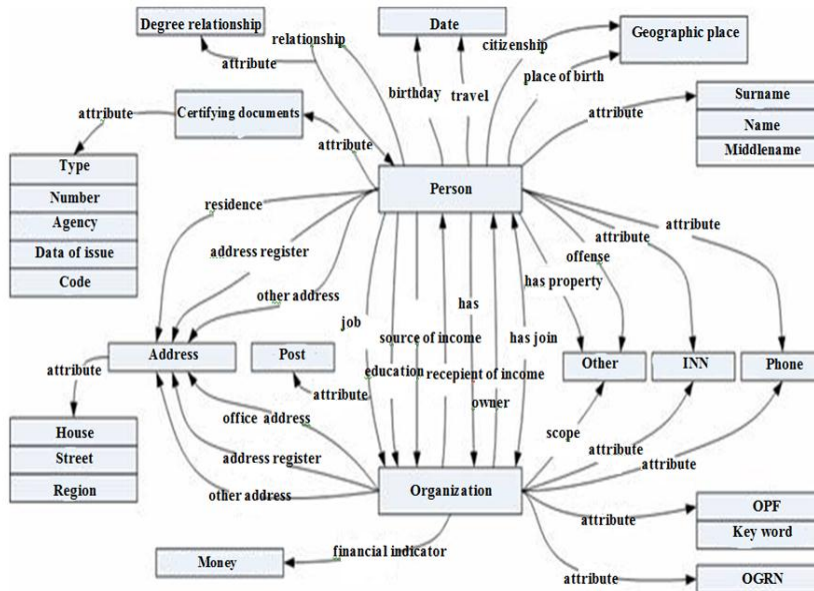 Degree relationship
relationship
Date
citizenship
Geographic place
attribute
birthday
travel
place of birth
Surname
Name
Middlename
attribute
attribute
Certifying documents
attribute
Type
Number
Agency
Data of issue
Code
Person
residence
address register
other address
attribute
attribute
offense
has property
job
source of income
has
has join
education
recepient of income
owner
Address
Post
Other
INN
Phone
attribute
attribute
House
Street
Region
office address
address register
other address
scope
attribute
attribute
Organization
OPF
Key word
attribute
Money
financial indicator
attribute
OGRN